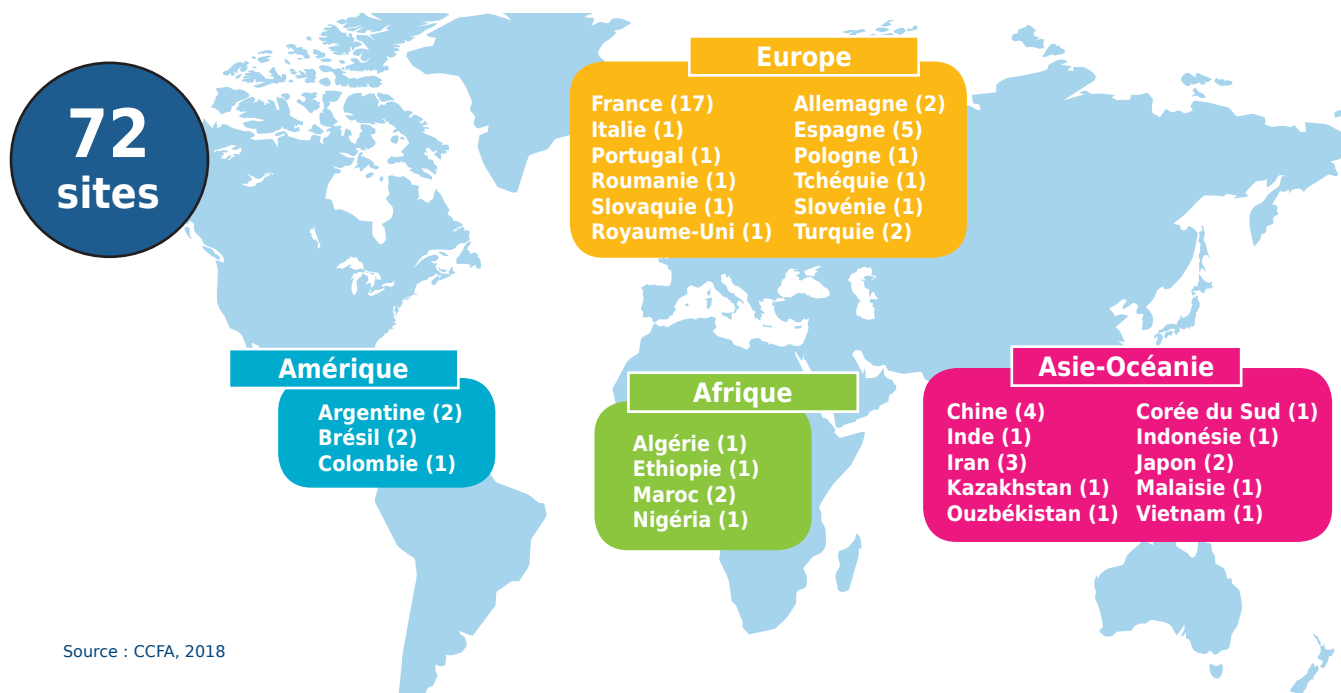 72
sites
Europe
France (17)
Italie (1)
Portugal (1)
Roumanie (1)
Slovaquie (1)
Royaume-Uni (1)
Allemagne (2)
Espagne (5)
Pologne (1)
Tchéquie (1)
Slovénie (1)
Turquie (2)
Amérique
Argentine (2)
Brésil (2)
Colombie (1)
Afrique
Algérie (1)
Ethiopie (1)
Maroc (2)
Nigéria (1)
Asie-Océanie
Chine (4)
Inde (1)
Iran (3)
Kazakhstan (1)
Ouzbékistan (1)
Corée du Sud (1)
Indonésie (1)
Japon (2)
Malaisie (1)
Vietnam (1)
Source : CCFA, 2018